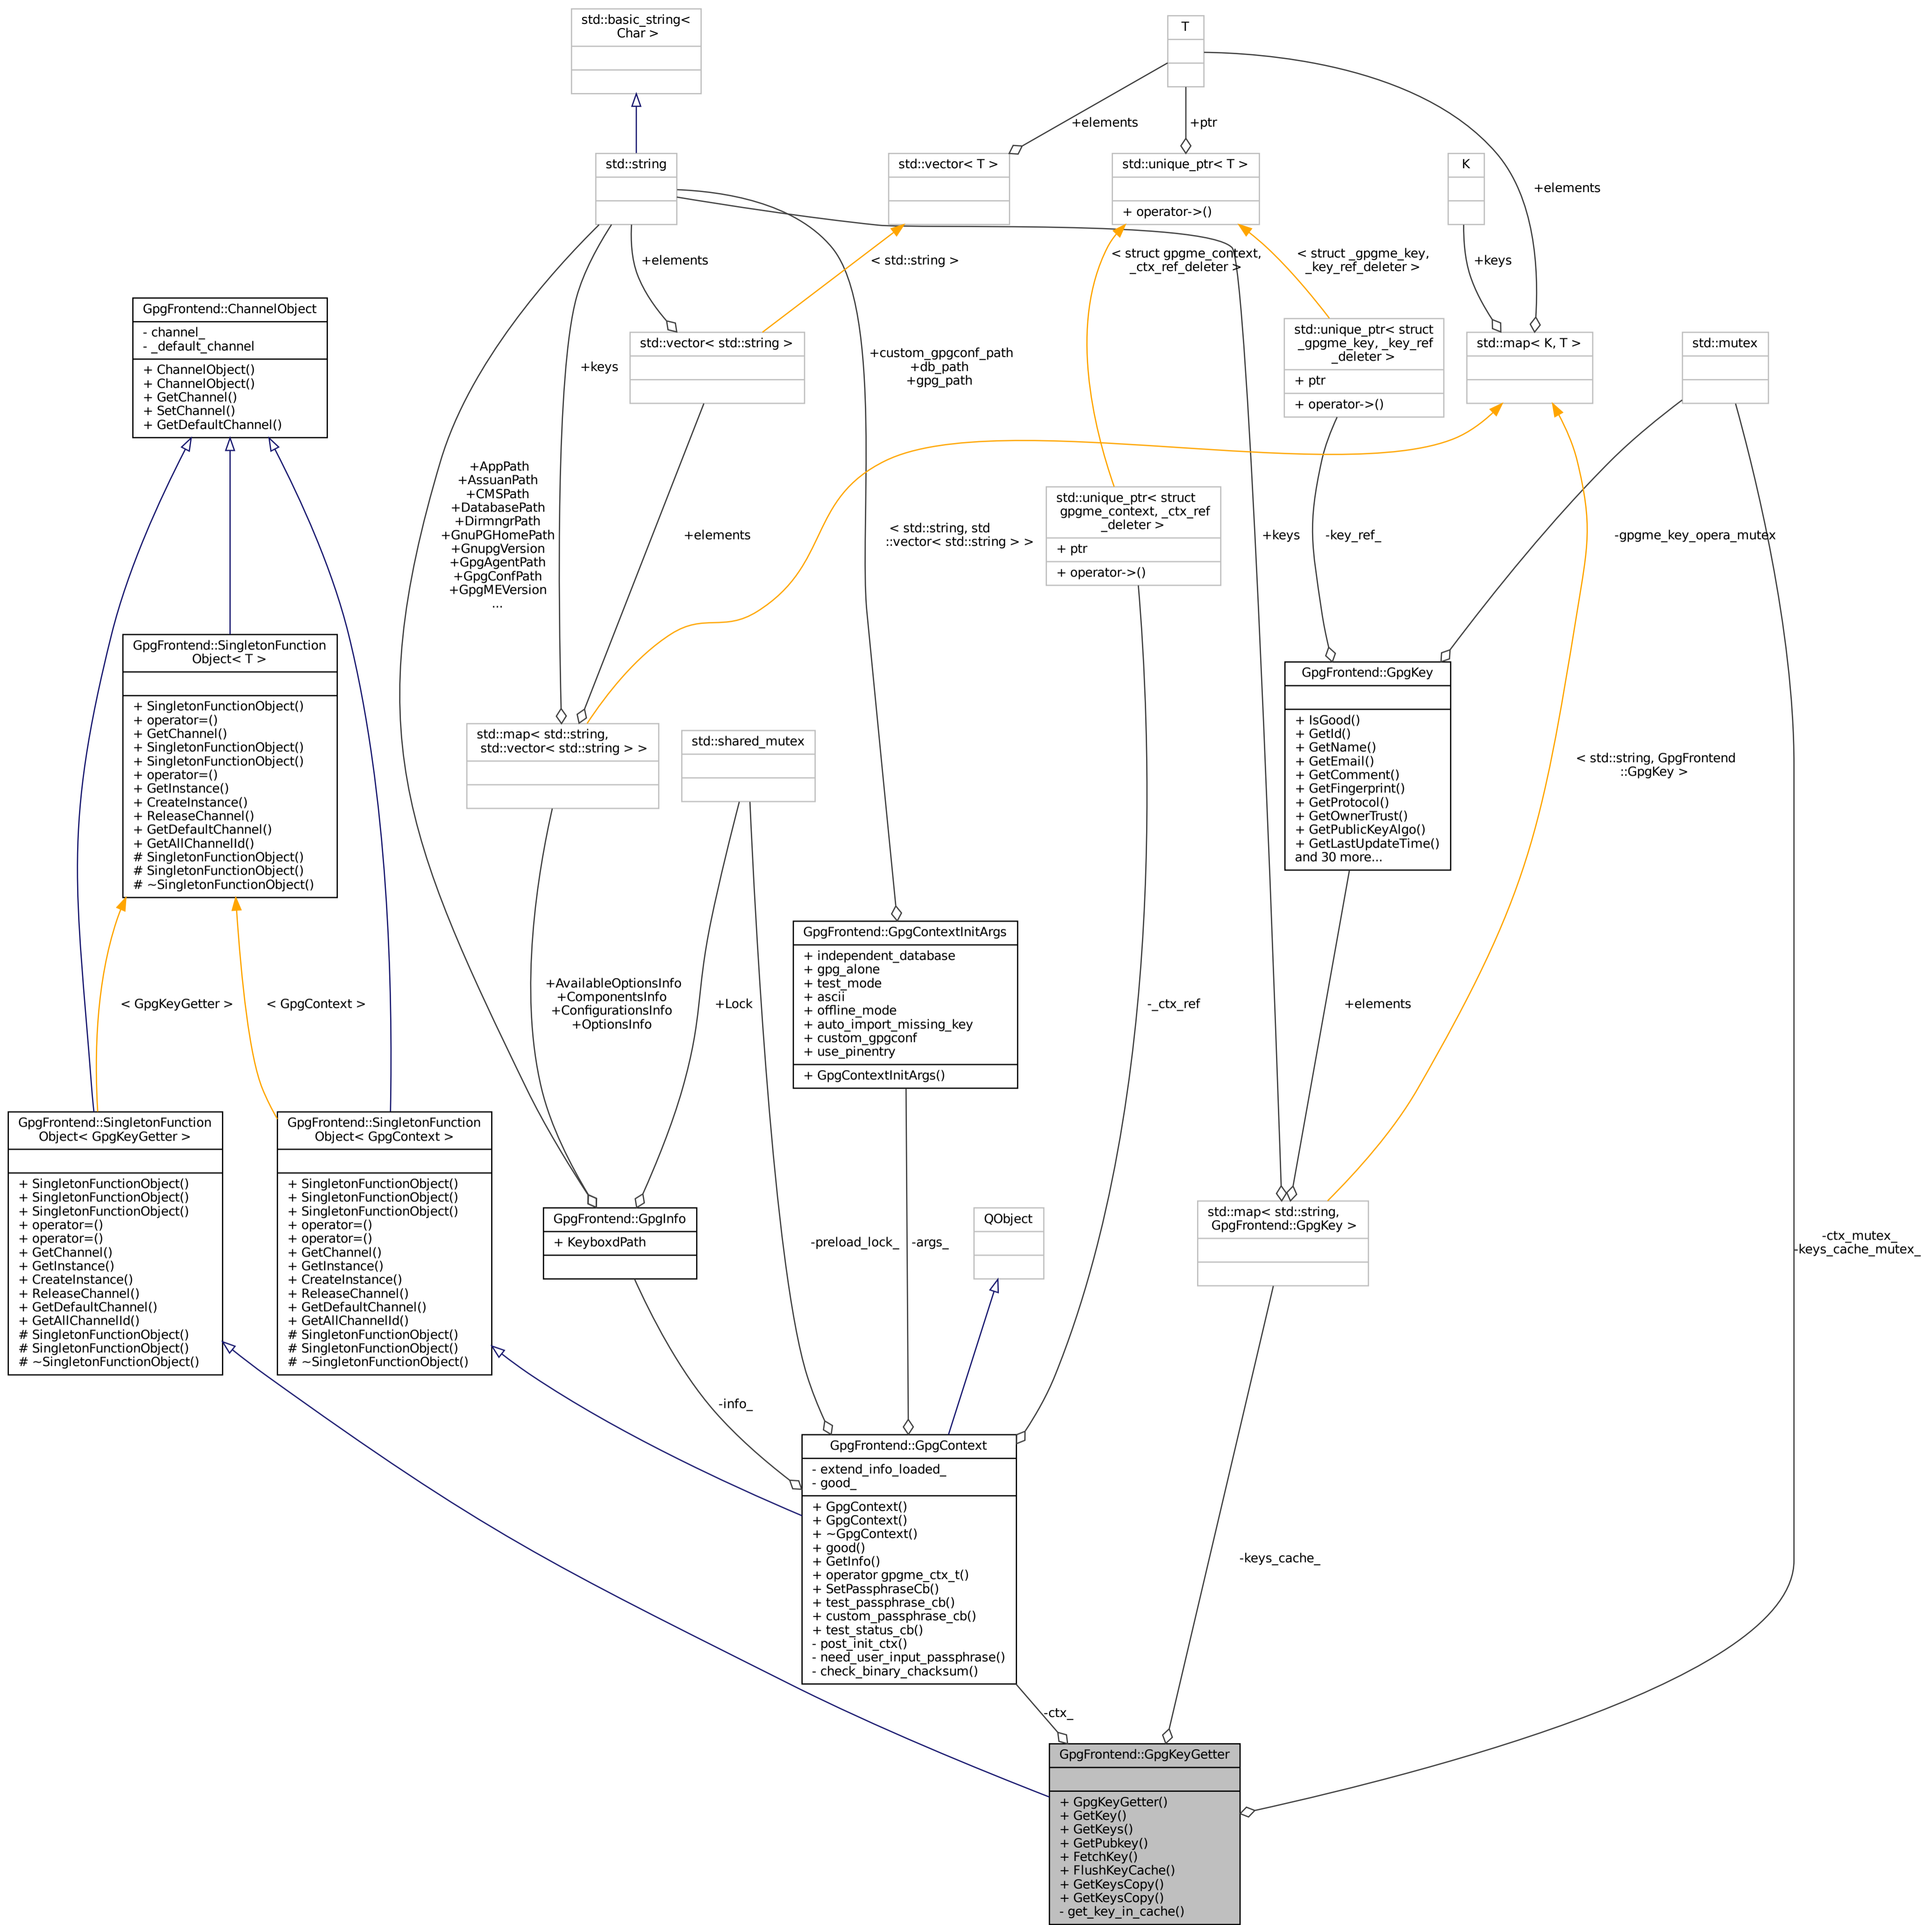 std::basic_string<
Char >
T
+elements
+ptr
std::string
std::vector< T >
std::unique_ptr< T >
+ operator->()
K
+elements
+elements
< std::string >
< struct gpgme_context,
_ctx_ref_deleter >
< struct _gpgme_key,
_key_ref_deleter >
+keys
GpgFrontend::ChannelObject
- channel_
- _default_channel
+ ChannelObject()
+ ChannelObject()
+ GetChannel()
+ SetChannel()
+ GetDefaultChannel()
+keys
std::vector< std::string >
+custom_gpgconf_path
+db_path
+gpg_path
std::unique_ptr< struct
_gpgme_key, _key_ref
_deleter >
+ ptr
+ operator->()
std::map< K, T >
std::mutex
+AppPath
+AssuanPath
+CMSPath
+DatabasePath
+DirmngrPath
+GnuPGHomePath
+GnupgVersion
+GpgAgentPath
+GpgConfPath
+GpgMEVersion
...
+elements
< std::string, std
::vector< std::string > >
std::unique_ptr< struct
gpgme_context, _ctx_ref
_deleter >
+ ptr
+ operator->()
+keys
-key_ref_
-gpgme_key_opera_mutex
GpgFrontend::SingletonFunction
Object< T >
+ SingletonFunctionObject()
+ operator=()
+ GetChannel()
+ SingletonFunctionObject()
+ SingletonFunctionObject()
+ operator=()
+ GetInstance()
+ CreateInstance()
+ ReleaseChannel()
+ GetDefaultChannel()
+ GetAllChannelId()
# SingletonFunctionObject()
# SingletonFunctionObject()
# ~SingletonFunctionObject()
std::map< std::string,
std::vector< std::string > >
std::shared_mutex
GpgFrontend::GpgKey
+ IsGood()
+ GetId()
+ GetName()
+ GetEmail()
+ GetComment()
+ GetFingerprint()
+ GetProtocol()
+ GetOwnerTrust()
+ GetPublicKeyAlgo()
+ GetLastUpdateTime()
and 30 more...
< std::string, GpgFrontend
::GpgKey >
< GpgKeyGetter >
< GpgContext >
+AvailableOptionsInfo
+ComponentsInfo
+ConfigurationsInfo
+OptionsInfo
+Lock
GpgFrontend::GpgContextInitArgs
+ independent_database
+ gpg_alone
+ test_mode
+ ascii
+ offline_mode
+ auto_import_missing_key
+ custom_gpgconf
+ use_pinentry
+ GpgContextInitArgs()
-_ctx_ref
+elements
GpgFrontend::SingletonFunction
Object< GpgKeyGetter >
+ SingletonFunctionObject()
+ SingletonFunctionObject()
+ SingletonFunctionObject()
+ operator=()
+ operator=()
+ GetChannel()
+ GetInstance()
+ CreateInstance()
+ ReleaseChannel()
+ GetDefaultChannel()
+ GetAllChannelId()
# SingletonFunctionObject()
# SingletonFunctionObject()
# ~SingletonFunctionObject()
GpgFrontend::SingletonFunction
Object< GpgContext >
+ SingletonFunctionObject()
+ SingletonFunctionObject()
+ SingletonFunctionObject()
+ operator=()
+ operator=()
+ GetChannel()
+ GetInstance()
+ CreateInstance()
+ ReleaseChannel()
+ GetDefaultChannel()
+ GetAllChannelId()
# SingletonFunctionObject()
# SingletonFunctionObject()
# ~SingletonFunctionObject()
GpgFrontend::GpgInfo
+ KeyboxdPath
-preload_lock_
-args_
QObject
std::map< std::string,
GpgFrontend::GpgKey >
-ctx_mutex_
-keys_cache_mutex_
-info_
GpgFrontend::GpgContext
- extend_info_loaded_
- good_
+ GpgContext()
+ GpgContext()
+ ~GpgContext()
+ good()
+ GetInfo()
+ operator gpgme_ctx_t()
+ SetPassphraseCb()
+ test_passphrase_cb()
+ custom_passphrase_cb()
+ test_status_cb()
- post_init_ctx()
- need_user_input_passphrase()
- check_binary_chacksum()
-keys_cache_
-ctx_
GpgFrontend::GpgKeyGetter
+ GpgKeyGetter()
+ GetKey()
+ GetKeys()
+ GetPubkey()
+ FetchKey()
+ FlushKeyCache()
+ GetKeysCopy()
+ GetKeysCopy()
- get_key_in_cache()